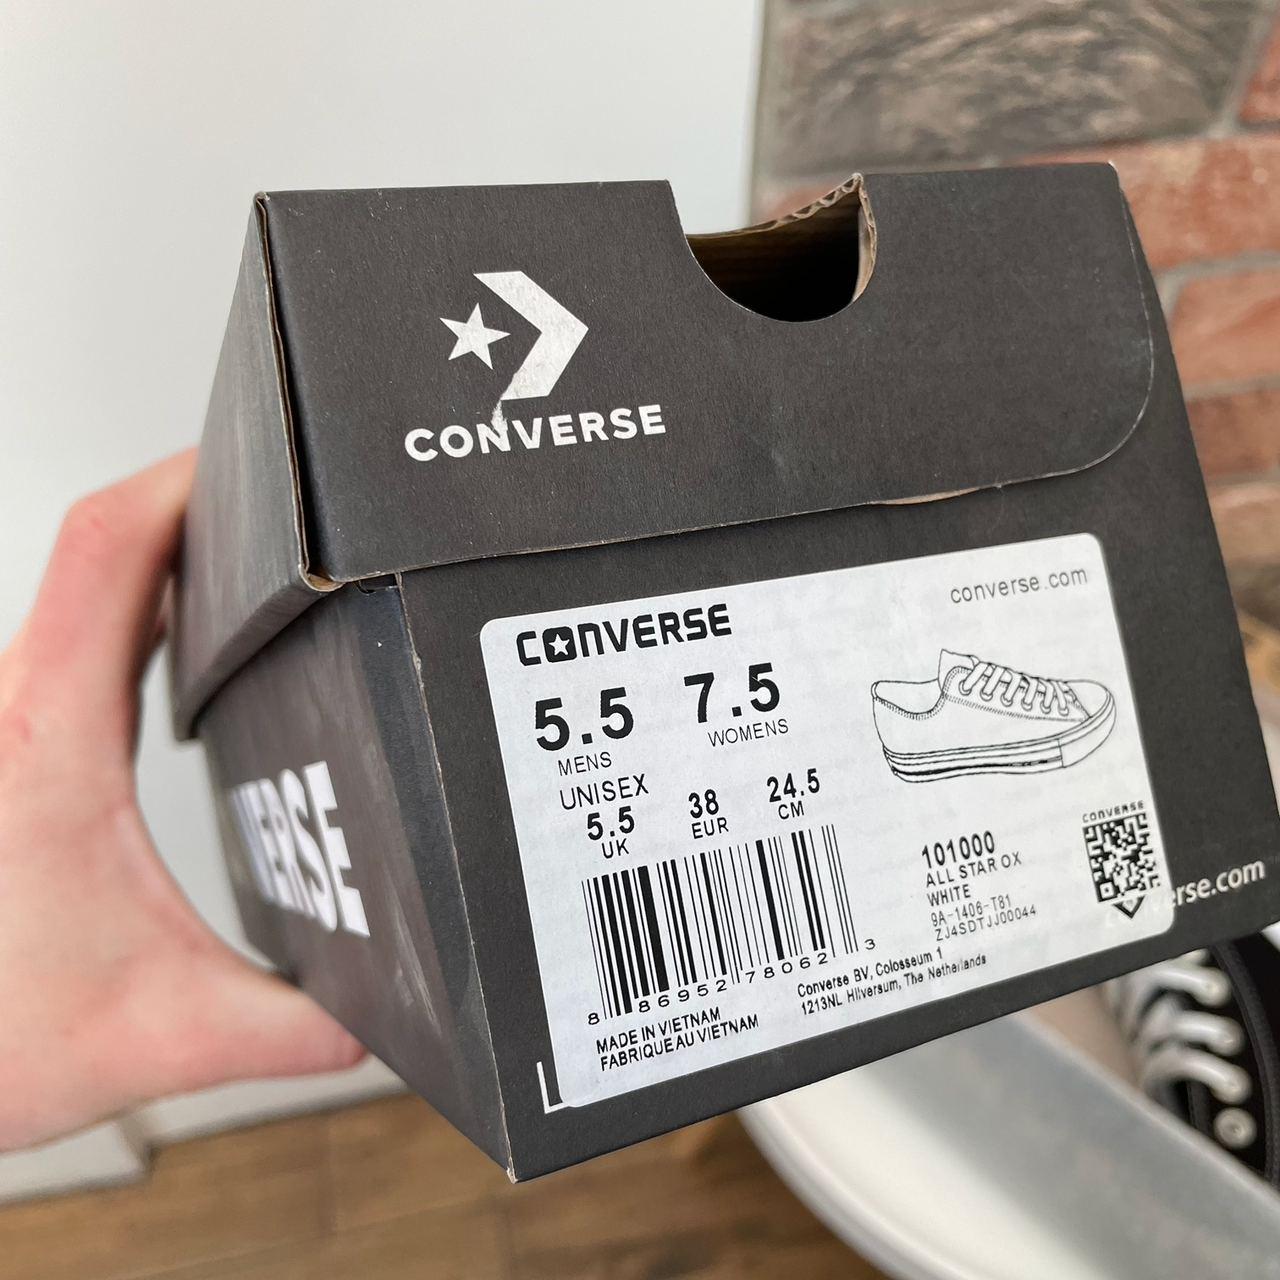 CONVERSE
CONVERSE
converse.com
5.5
7.5
MENS
WOMENS
UNISEX
5.5
38
24.5
UK
EUR
CM
101000
ALL STAR OX
WHITE
9A-1406-T81
ZJ4SDTJJ00044
CONVERSE
8 86952 78062 3
Converse BV, Colosseum 1
1213NL Hilversum, The Netherlands
MADE IN VIETNAM
FABRIQUE AU VIETNAM
VERSE
erse.com